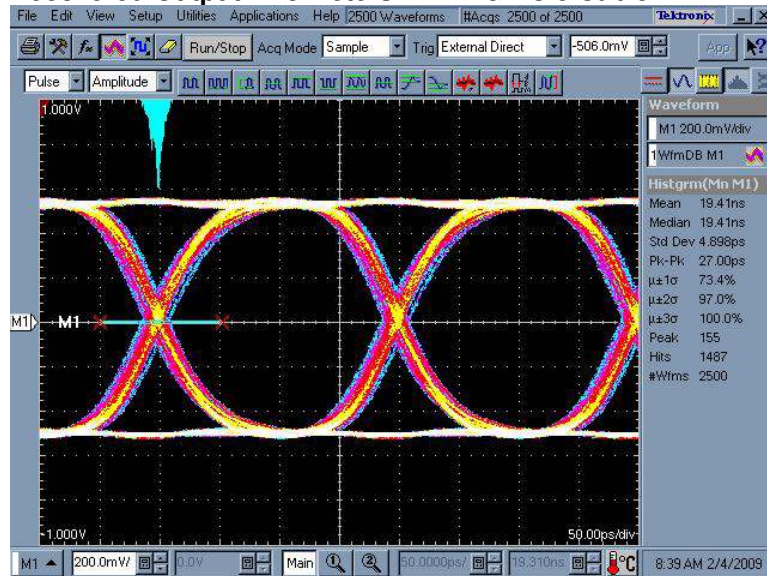 File Edit View Setup Utilities Applications Help 2500 Waveforms #Acqs 2500 of 2500 Tektronix
Run/Stop Acq Mode Sample Trig External Direct -506.0mV App
Pulse Amplitude
1.000V
Waveform
M1 200.0mV/div
1 WfmDB M1
Histgrm(Mn M1)
Mean 19.41ns
Median 19.41ns
Std Dev 4.898ps
Pk-Pk 27.00ps
µ±1σ 73.4%
µ±2σ 97.0%
µ±3σ 100.0%
Peak 155
Hits 1487
#Wfms 2500
M1 M1
-1.000V 50.00ps/div
M1 200.0mV/ 0.0V Main 1 2 50.0000ps/ 19.310ns °C 8:39 AM 2/4/2009